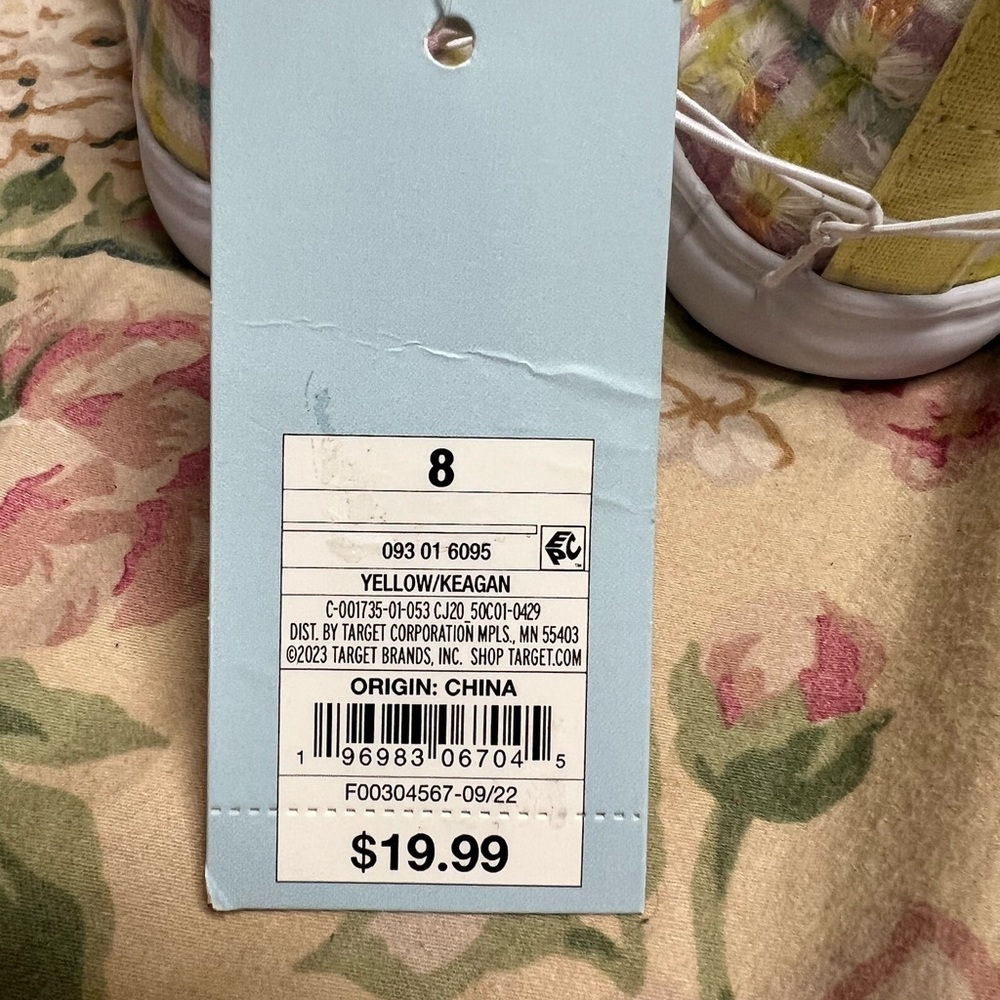 8
EPC™
093 01 6095
YELLOW/KEAGAN
C-001735-01-053 CJ20_50C01-0429
DIST. BY TARGET CORPORATION MPLS., MN 55403
©2023 TARGET BRANDS, INC. SHOP TARGET.COM
ORIGIN: CHINA
1 96983 06704 5
F00304567-09/22
$19.99